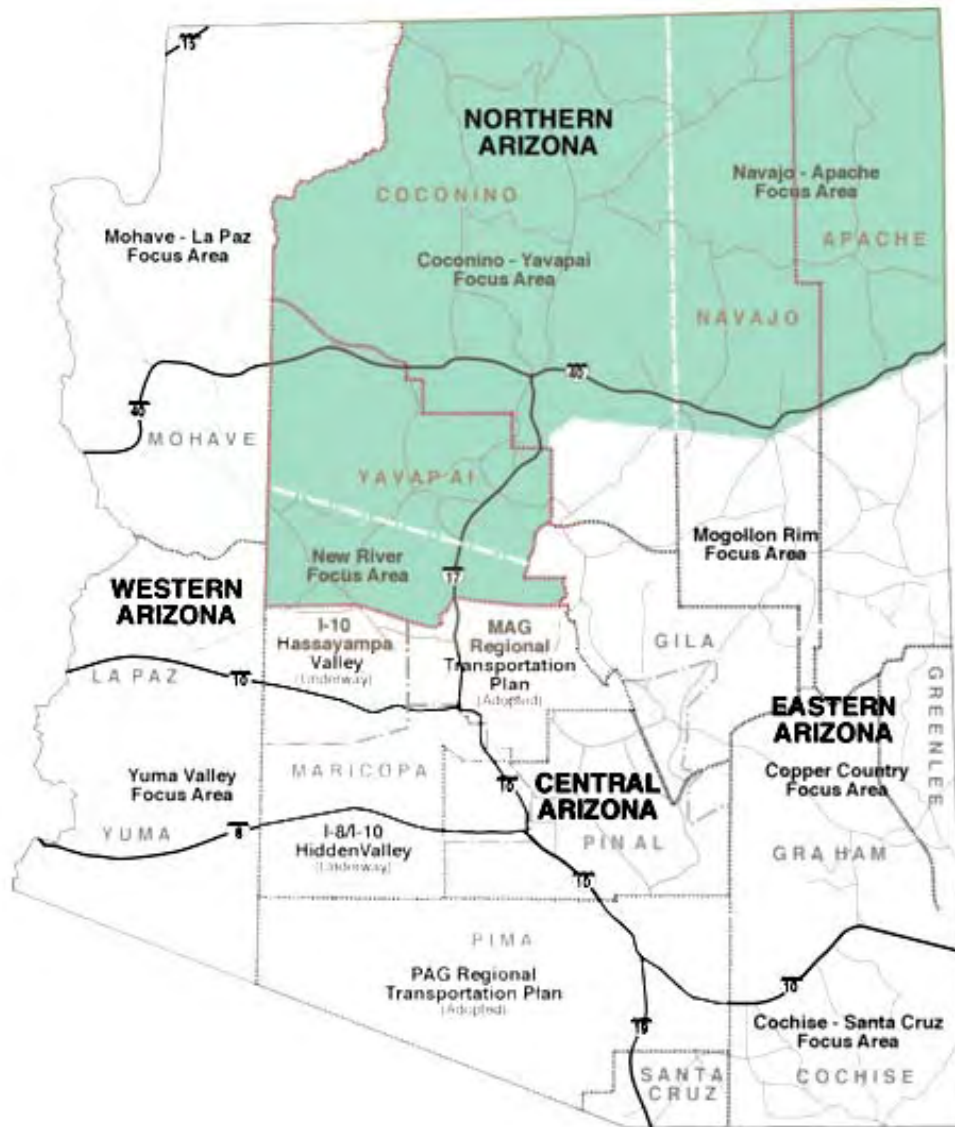 15
NORTHERN
ARIZONA
Navajo - Apache
Focus Area
COCONINO
Mohave - La Paz
Focus Area
APACHE
Coconino - Yavapai
Focus Area
NAVAJO
40
40
MOHAVE
YAVAPAI
Mogollon Rim
Focus Area
New River
Focus Area
17
WESTERN
ARIZONA
I-10
Hassayampa
Valley
(Underway)
MAG
Regional
Transportation
Plan
(Adopted)
GILA
LA PAZ
10
GREENLEE
EASTERN
ARIZONA
Yuma Valley
Focus Area
MARICOPA
10
CENTRAL
ARIZONA
Copper Country
Focus Area
YUMA
8
I-8/I-10
HiddenValley
(Underway)
PINAL
GRAHAM
10
PIMA
PAG Regional
Transportation Plan
(Adopted)
10
19
Cochise - Santa Cruz
Focus Area
SANTA
CRUZ
COCHISE